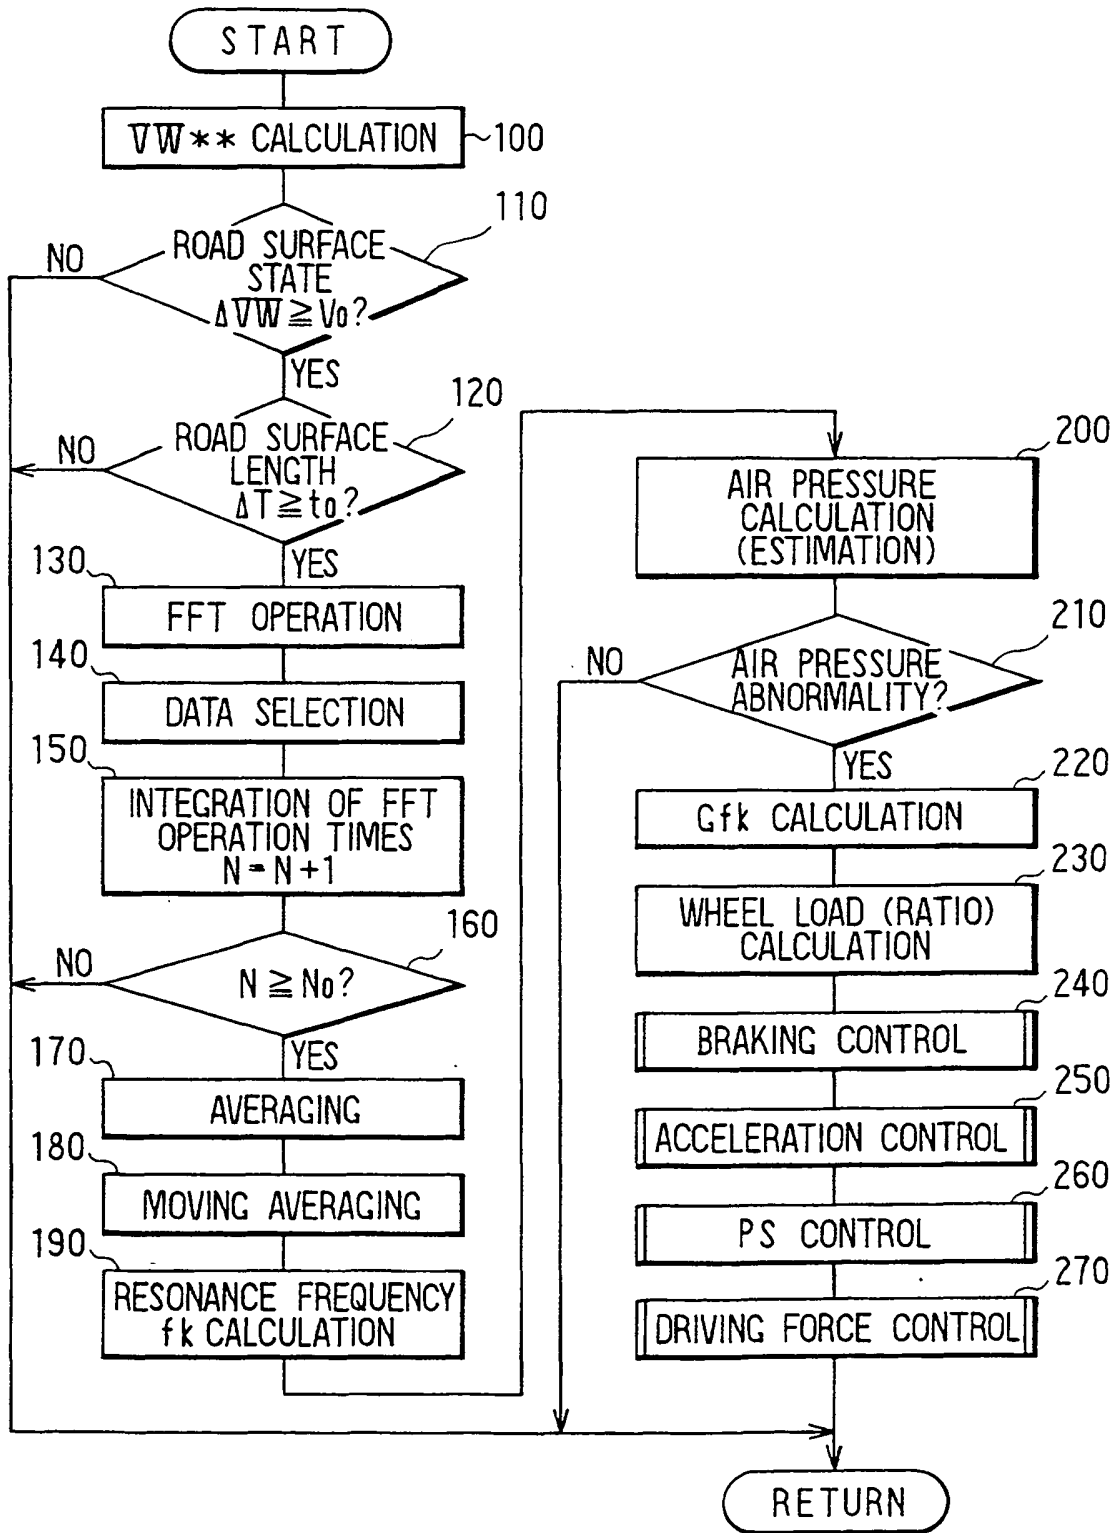 START
VW** CALCULATION
100
110
ROAD SURFACE
STATE
ΔVW ≧ Vo?
NO
YES
120
ROAD SURFACE
LENGTH
ΔT ≧ to?
NO
YES
130
FFT OPERATION
140
DATA SELECTION
150
INTEGRATION OF FFT
OPERATION TIMES
N = N + 1
160
N ≧ No?
NO
YES
170
AVERAGING
180
MOVING AVERAGING
190
RESONANCE FREQUENCY
fk CALCULATION
200
AIR PRESSURE
CALCULATION
(ESTIMATION)
210
AIR PRESSURE
ABNORMALITY?
NO
YES
220
Gfk CALCULATION
230
WHEEL LOAD (RATIO)
CALCULATION
240
BRAKING CONTROL
250
ACCELERATION CONTROL
260
PS CONTROL
270
DRIVING FORCE CONTROL
RETURN